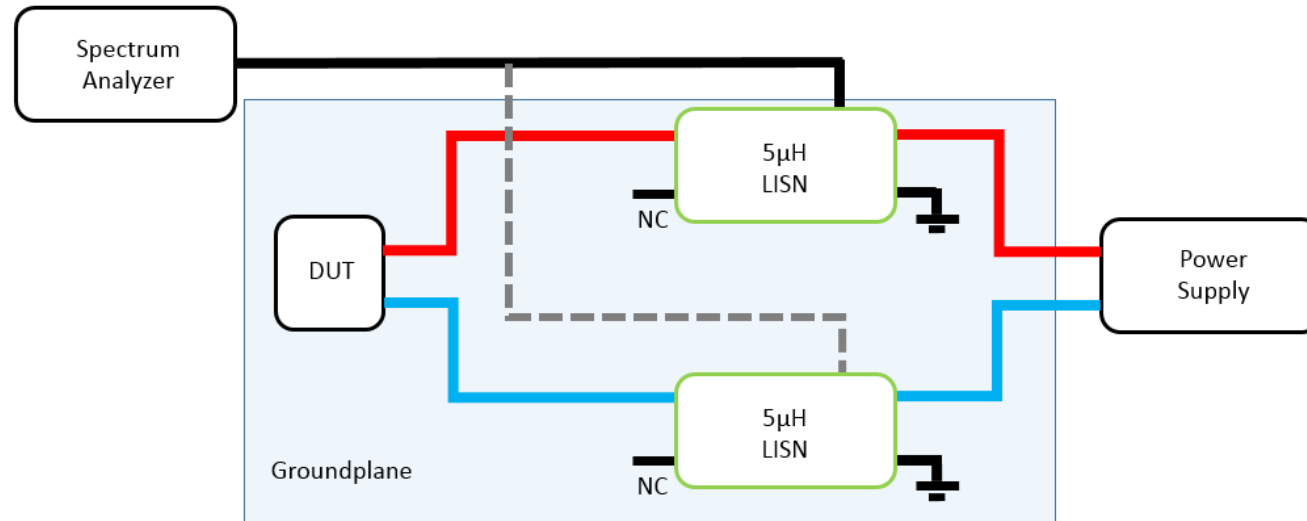 Spectrum
Analyzer
5µH
LISN
NC
DUT
Power
Supply
5µH
LISN
Groundplane
NC